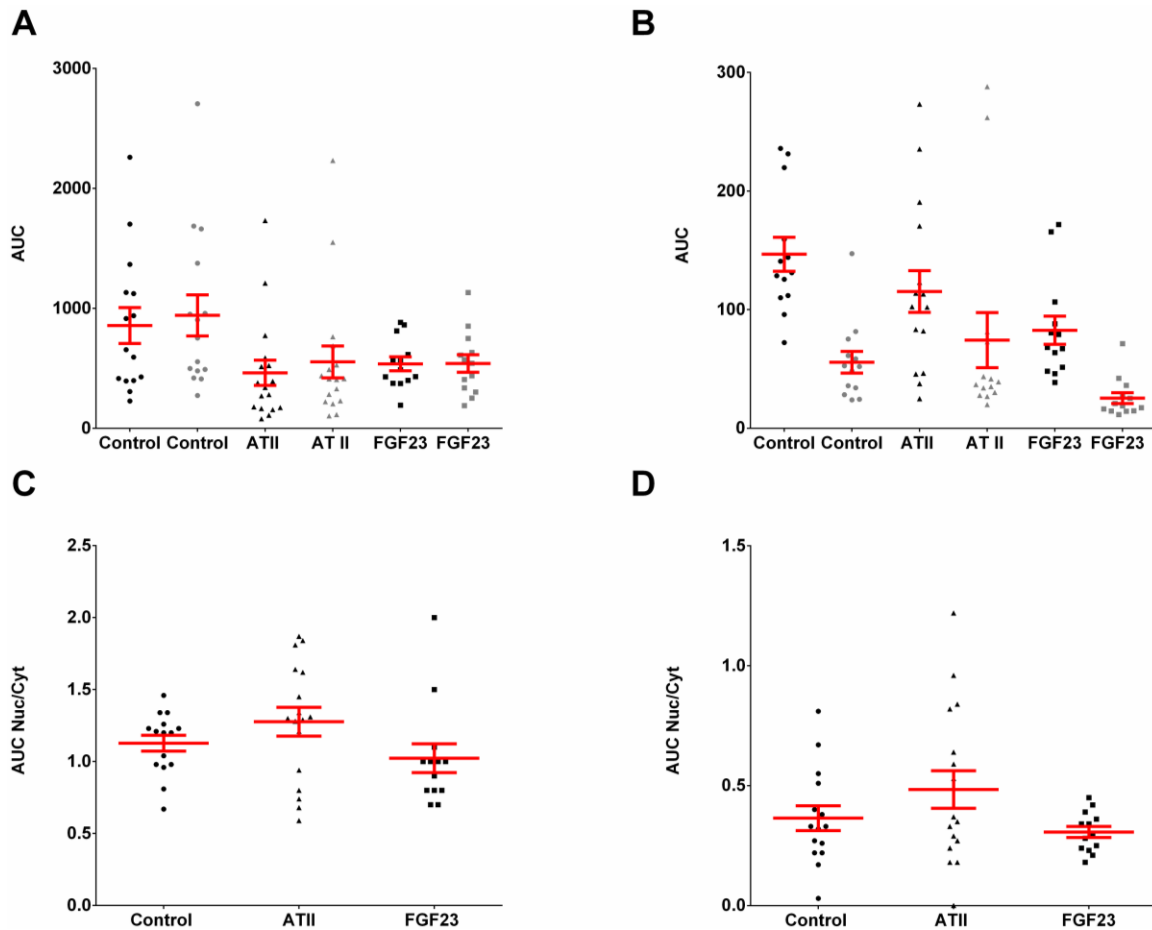 A
3000
2000
1000
0
AUC
Control Control ATII AT II FGF23 FGF23
B
300
200
100
0
AUC
Control Control ATII AT II FGF23 FGF23
C
2.5
2.0
1.5
1.0
0.5
0.0
AUC Nuc/Cyt
Control ATII FGF23
D
1.5
1.0
0.5
0.0
AUC Nuc/Cyt
Control ATII FGF23